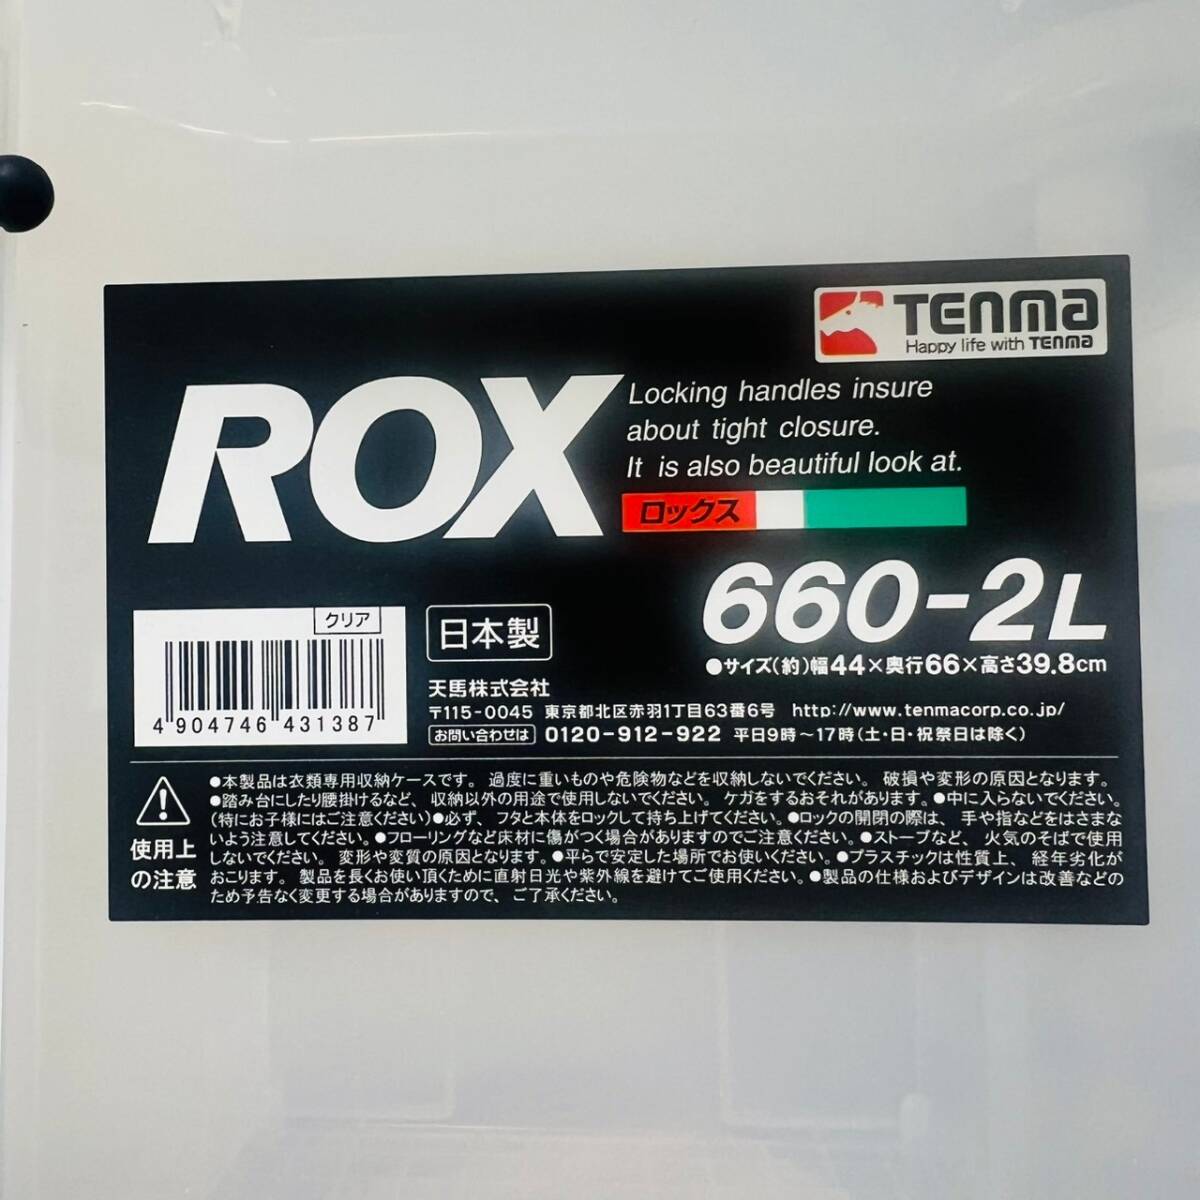 TENMA
Happy life with TENMA
ROX
Locking handles insure
about tight closure.
It is also beautiful look at.
ロックス
660-2L
●サイズ(約)幅44×奥行66×高さ39.8cm
クリア
4 904746 431387
日本製
天馬株式会社
〒115-0045 東京都北区赤羽1丁目63番6号 http://www.tenmacorp.co.jp/
お問い合わせは 0120-912-922 平日9時～17時(土・日・祝祭日は除く)
使用上
の注意
●本製品は衣類専用収納ケースです。過度に重いものや危険物などを収納しないでください。破損や変形の原因となります。
●踏み台にしたり腰掛けるなど、収納以外の用途で使用しないでください。ケガをするおそれがあります。●中に入らないでください。
(特にお子様にはご注意ください)●必ず、フタと本体をロックして持ち上げてください。●ロックの開閉の際は、手や指などをはさまな
いよう注意してください。●フローリングなど床材に傷がつく場合がありますのでご注意ください。●ストーブなど、火気のそばで使用
しないでください。変形や変質の原因となります。●平らで安定した場所でお使いください。●プラスチックは性質上、経年劣化が
おこります。製品を長くお使い頂くために直射日光や紫外線を避けてご使用ください。●製品の仕様およびデザインは改善などの
ため予告なく変更する場合がありますので、ご了承ください。